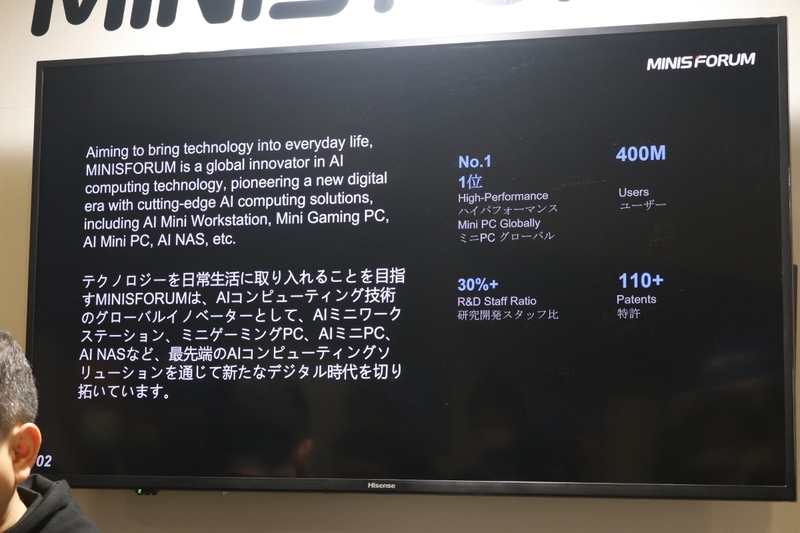 MINISFORUM
Aiming to bring technology into everyday life,
MINISFORUM is a global innovator in AI
computing technology, pioneering a new digital
era with cutting-edge AI computing solutions,
including AI Mini Workstation, Mini Gaming PC,
AI Mini PC, AI NAS, etc.
テクノロジーを日常生活に取り入れることを目指
すMINISFORUMは、AIコンピューティング技術
のグローバルイノベーターとして、AIミニワーク
ステーション、ミニゲーミングPC、AIミニPC、
AI NASなど、最先端のAIコンピューティングソ
リューションを通じて新たなデジタル時代を切り
拓いています。
No.1
1位
High-Performance
ハイパフォーマンス
Mini PC Globally
ミニPC グローバル
400M
Users
ユーザー
30%+
R&D Staff Ratio
研究開発スタッフ比
110+
Patents
特許
02
Hisense